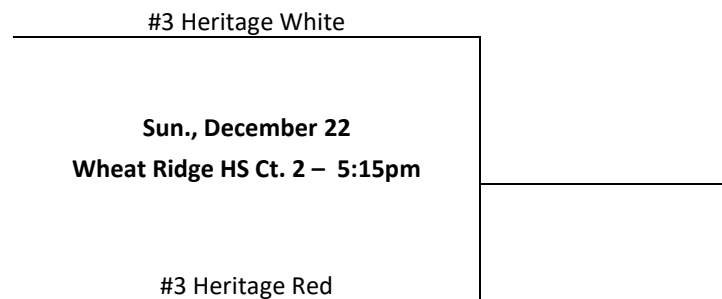 #3 Heritage White
Sun., December 22
Wheat Ridge HS Ct. 2 – 5:15pm
#3 Heritage Red